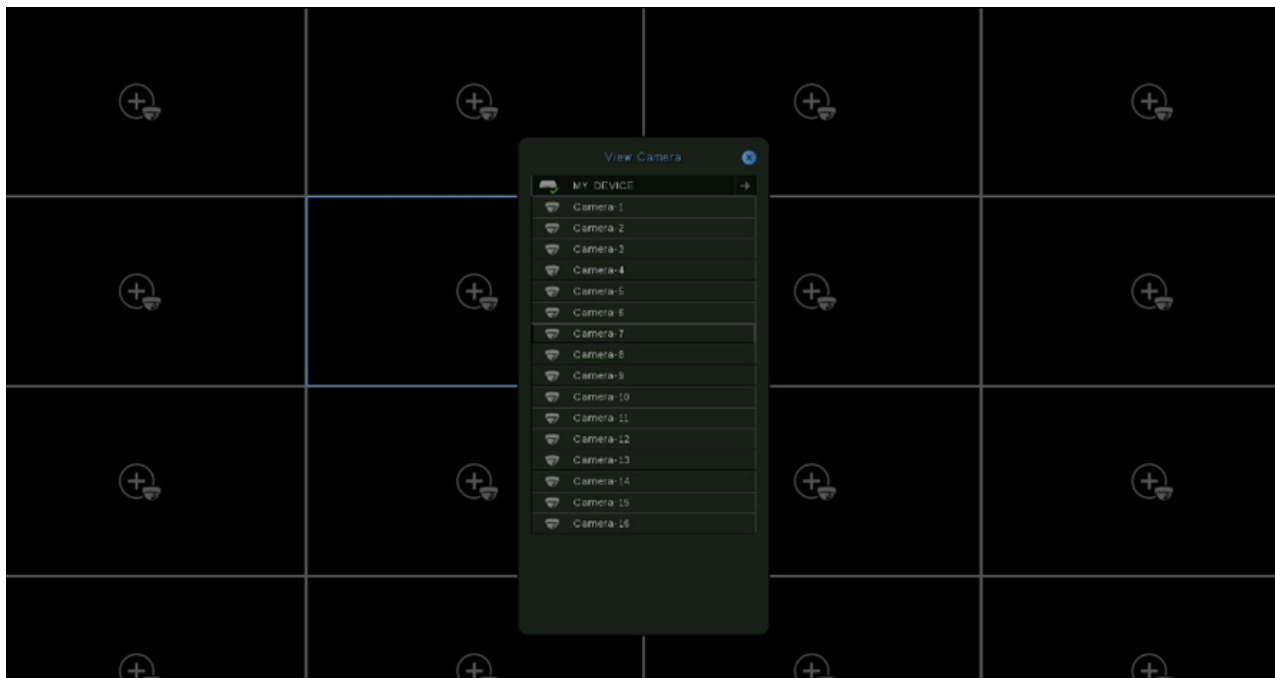 View Camera
MY DEVICE
Camera-1
Camera-2
Camera-3
Camera-4
Camera-5
Camera-6
Camera-7
Camera-8
Camera-9
Camera-10
Camera-11
Camera-12
Camera-13
Camera-14
Camera-15
Camera-16